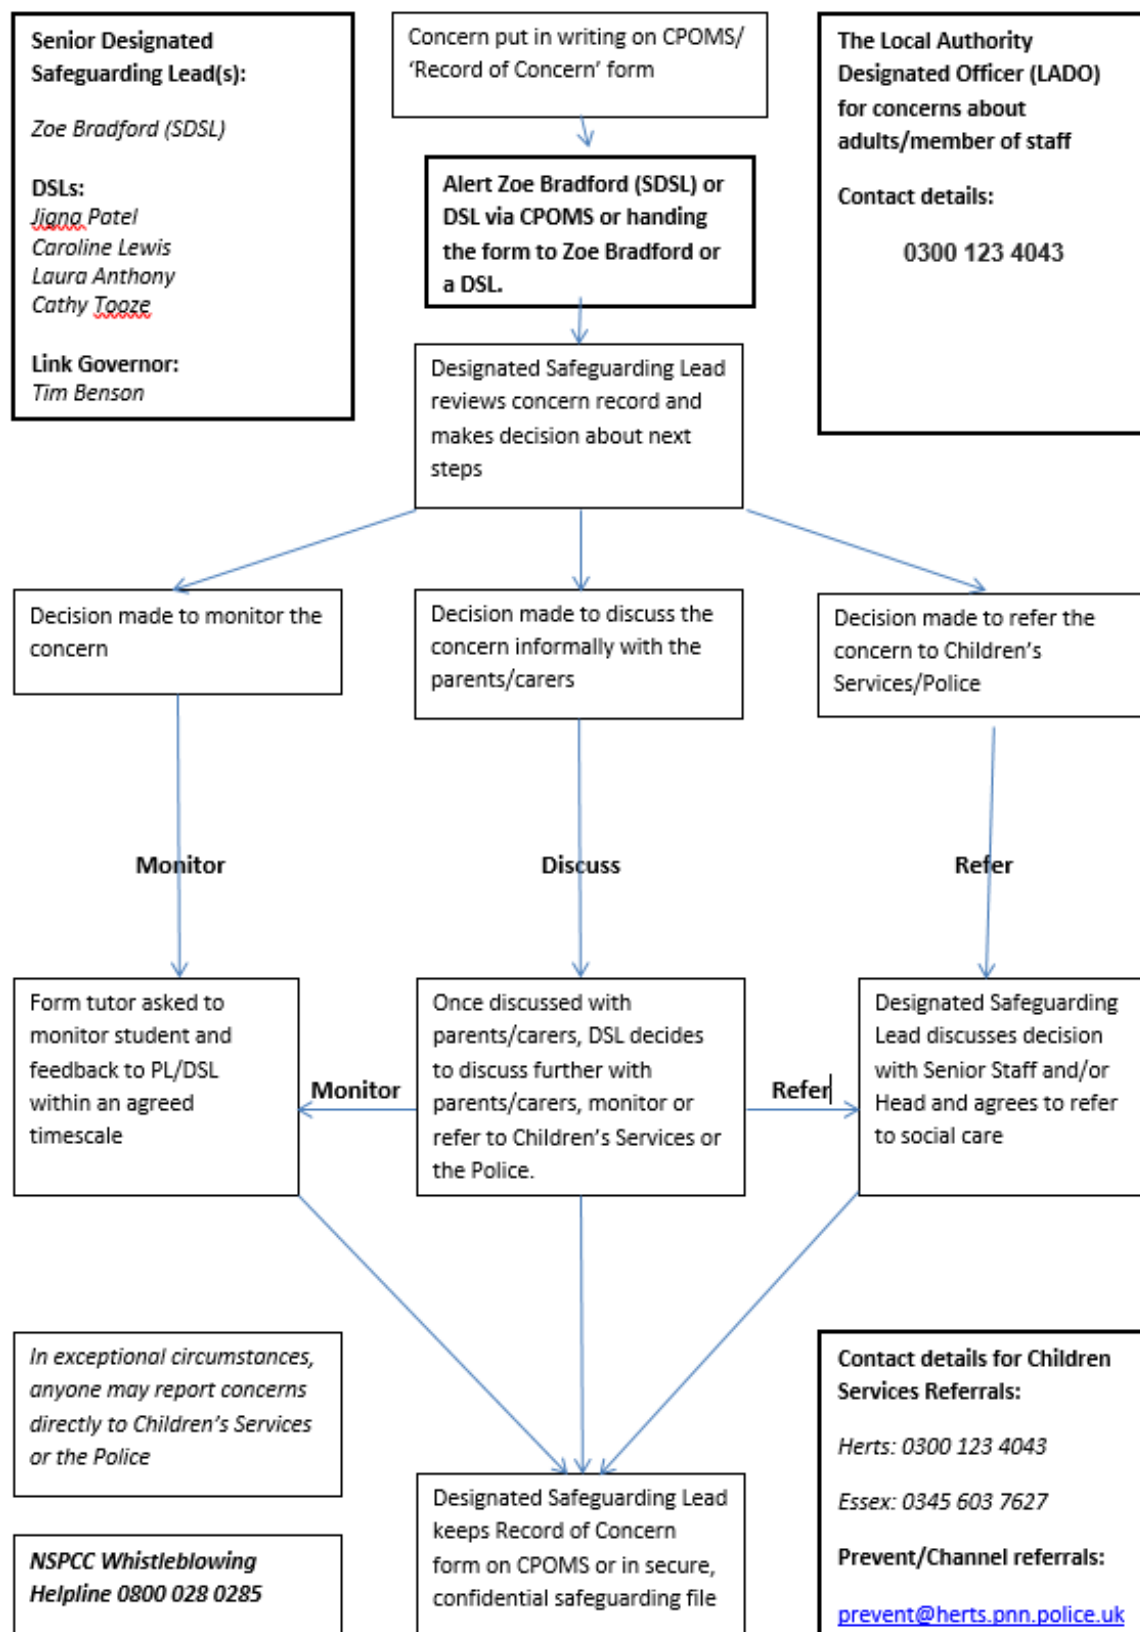 Senior Designated
Safeguarding Lead(s):
Zoe Bradford (SDSL)
DSLs:
Jigna Patel
Caroline Lewis
Laura Anthony
Cathy Tooze
Link Governor:
Tim Benson
Concern put in writing on CPOMS/
‘Record of Concern’ form
The Local Authority
Designated Officer (LADO)
for concerns about
adults/member of staff
Contact details:
0300 123 4043
Alert Zoe Bradford (SDSL) or
DSL via CPOMS or handing
the form to Zoe Bradford or
a DSL.
Designated Safeguarding Lead
reviews concern record and
makes decision about next
steps
Decision made to monitor the
concern
Decision made to discuss the
concern informally with the
parents/carers
Decision made to refer the
concern to Children’s
Services/Police
Monitor
Discuss
Refer
Form tutor asked to
monitor student and
feedback to PL/DSL
within an agreed
timescale
Monitor
Once discussed with
parents/carers, DSL decides
to discuss further with
parents/carers, monitor or
refer to Children’s Services or
the Police.
Refer
Designated Safeguarding
Lead discusses decision
with Senior Staff and/or
Head and agrees to refer
to social care
In exceptional circumstances,
anyone may report concerns
directly to Children’s Services
or the Police
NSPCC Whistleblowing
Helpline 0800 028 0285
Designated Safeguarding Lead
keeps Record of Concern
form on CPOMS or in secure,
confidential safeguarding file
Contact details for Children
Services Referrals:
Herts: 0300 123 4043
Essex: 0345 603 7627
Prevent/Channel referrals:
prevent@herts.pnn.police.uk